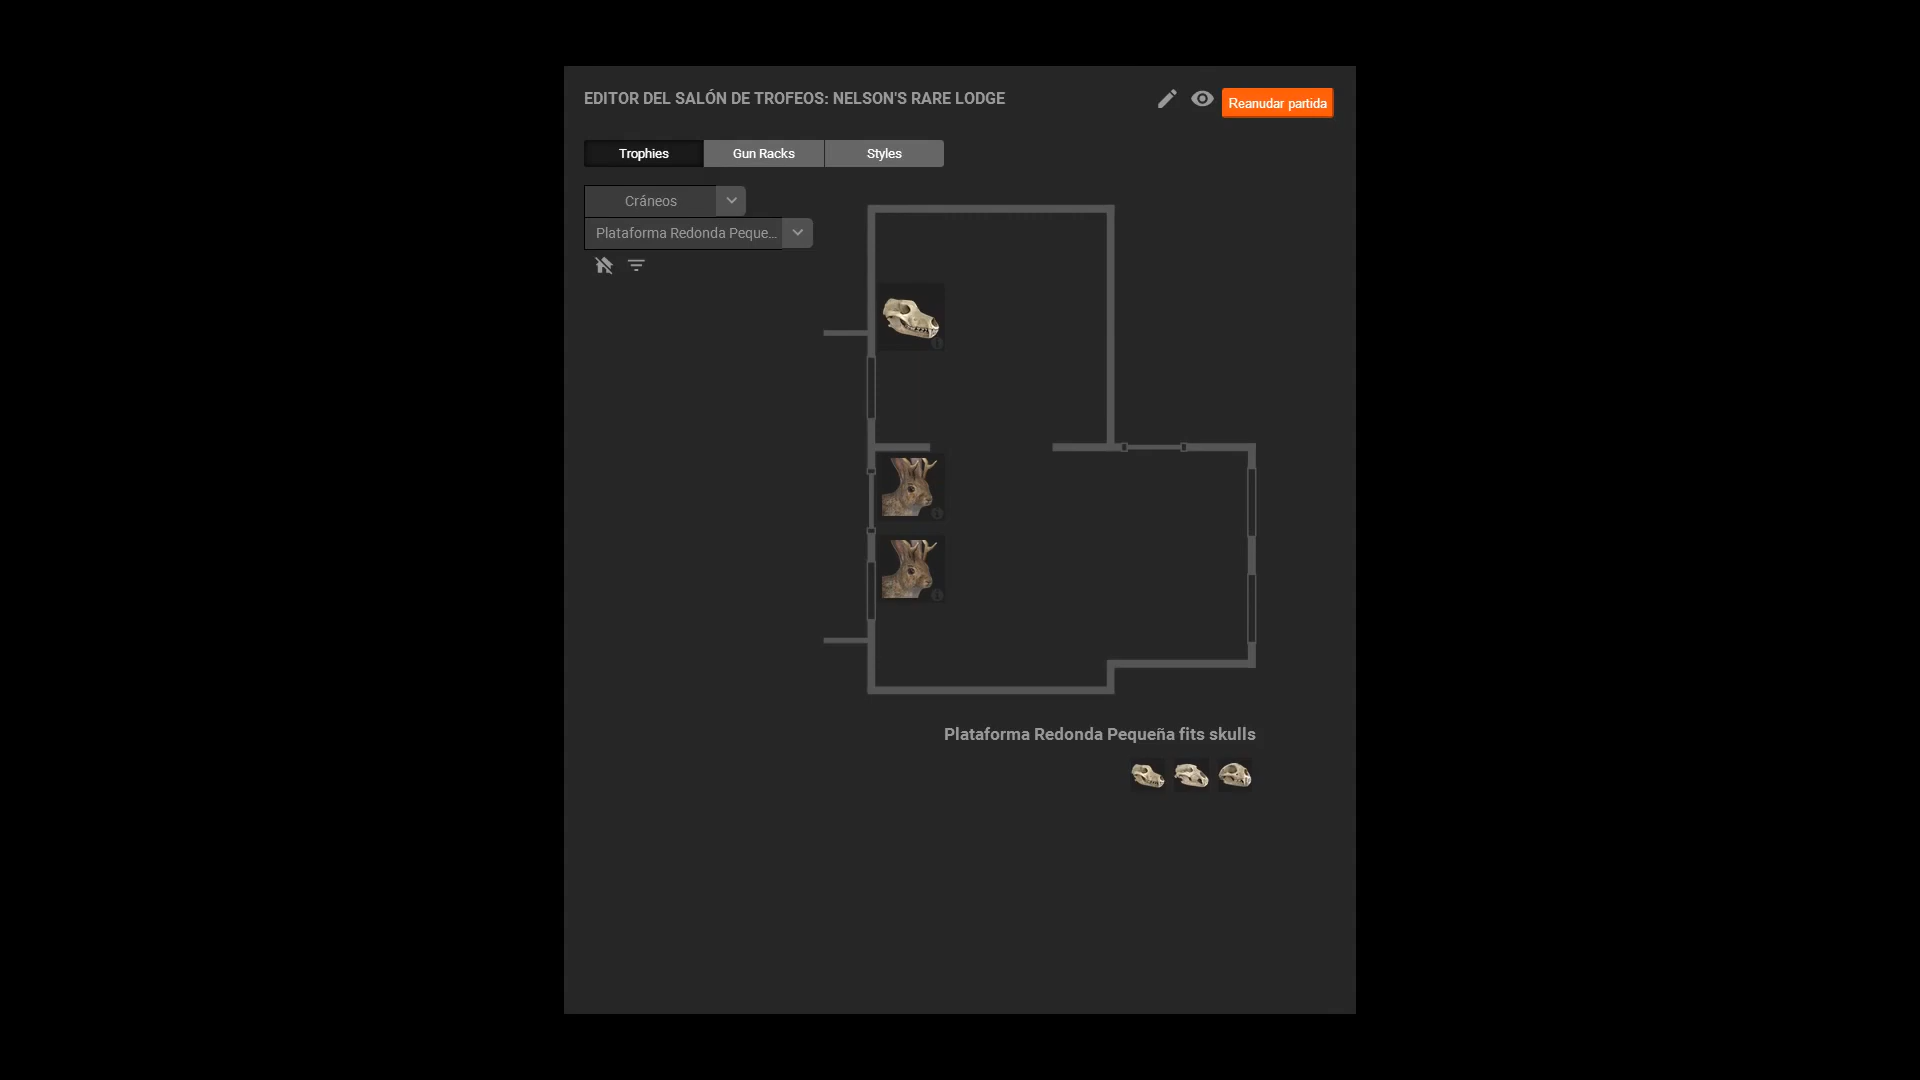 EDITOR DEL SALÓN DE TROFEOS: NELSON'S RARE LODGE
Reanudar partida
Trophies
Gun Racks
Styles
Cráneos
Plataforma Redonda Peque...
Plataforma Redonda Pequeña fits skulls